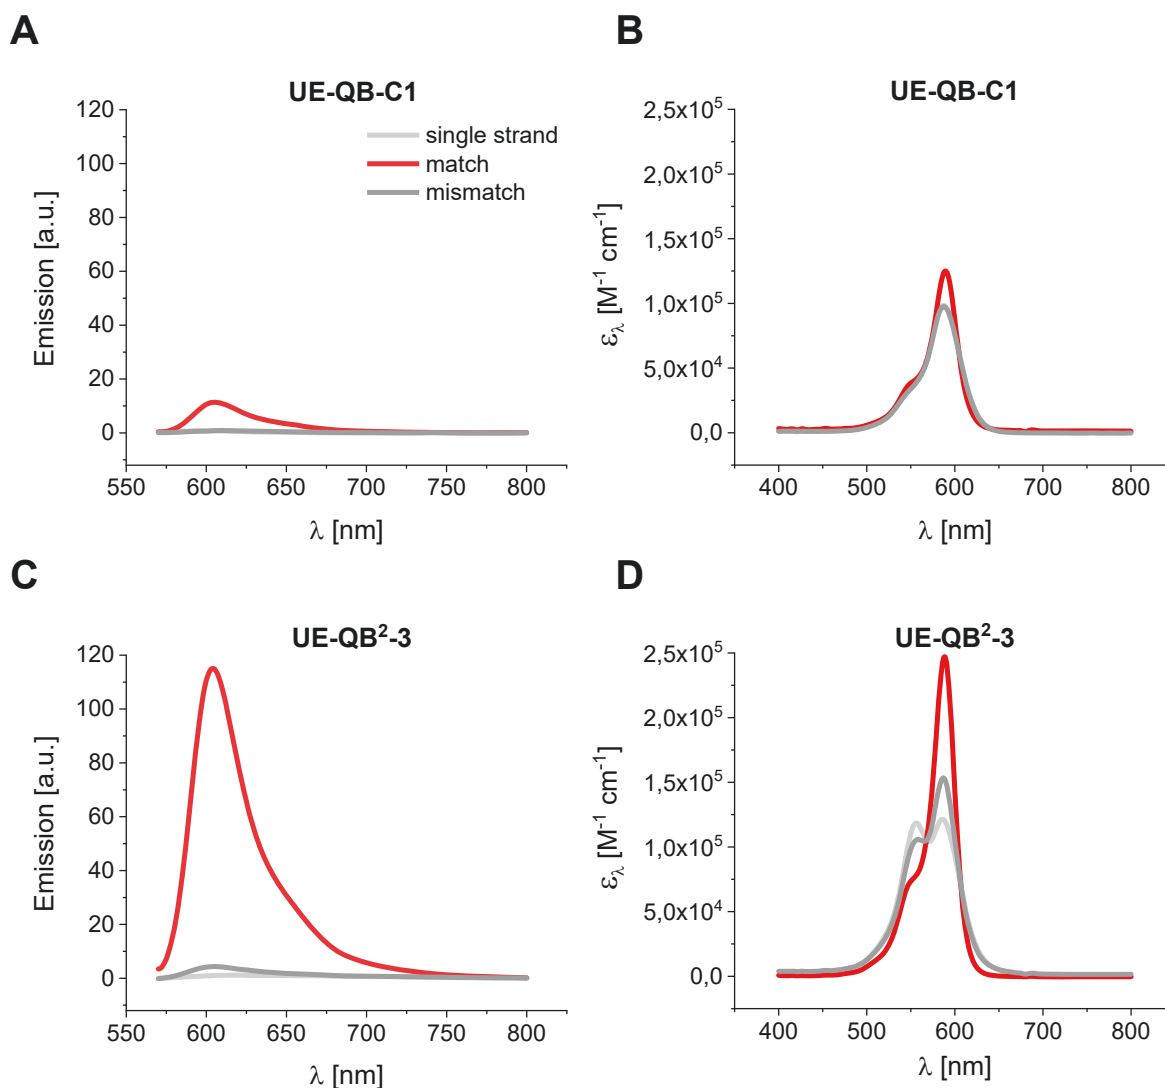 A
UE-QB-C1
120
100
80
60
40
20
0
Emission [a.u.]
single strand
match
mismatch
550 600 650 700 750 800
λ [nm]
B
UE-QB-C1
2,5x10⁵
2,0x10⁵
1,5x10⁵
1,0x10⁵
5,0x10⁴
0,0
ελ [M⁻¹ cm⁻¹]
400 500 600 700 800
λ [nm]
C
UE-QB²-3
120
100
80
60
40
20
0
Emission [a.u.]
550 600 650 700 750 800
λ [nm]
D
UE-QB²-3
2,5x10⁵
2,0x10⁵
1,5x10⁵
1,0x10⁵
5,0x10⁴
0,0
ελ [M⁻¹ cm⁻¹]
400 500 600 700 800
λ [nm]